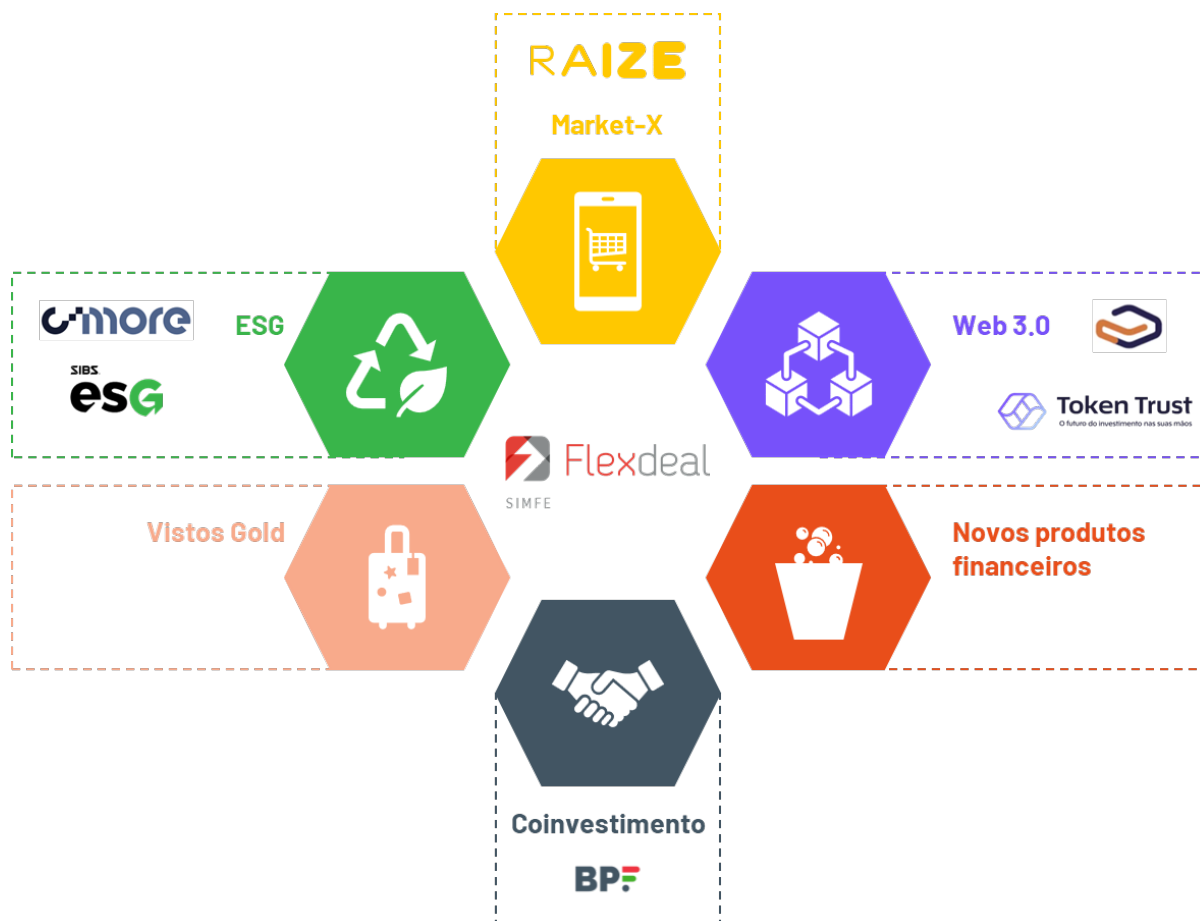 RAIZE
Market-X
c-more
ESG
SIBS
esG
Web 3.0
Token Trust
O futuro do investimento nas suas mãos
Flexdeal
SIMFE
Vistos Gold
Novos produtos
financeiros
Coinvestimento
BPF